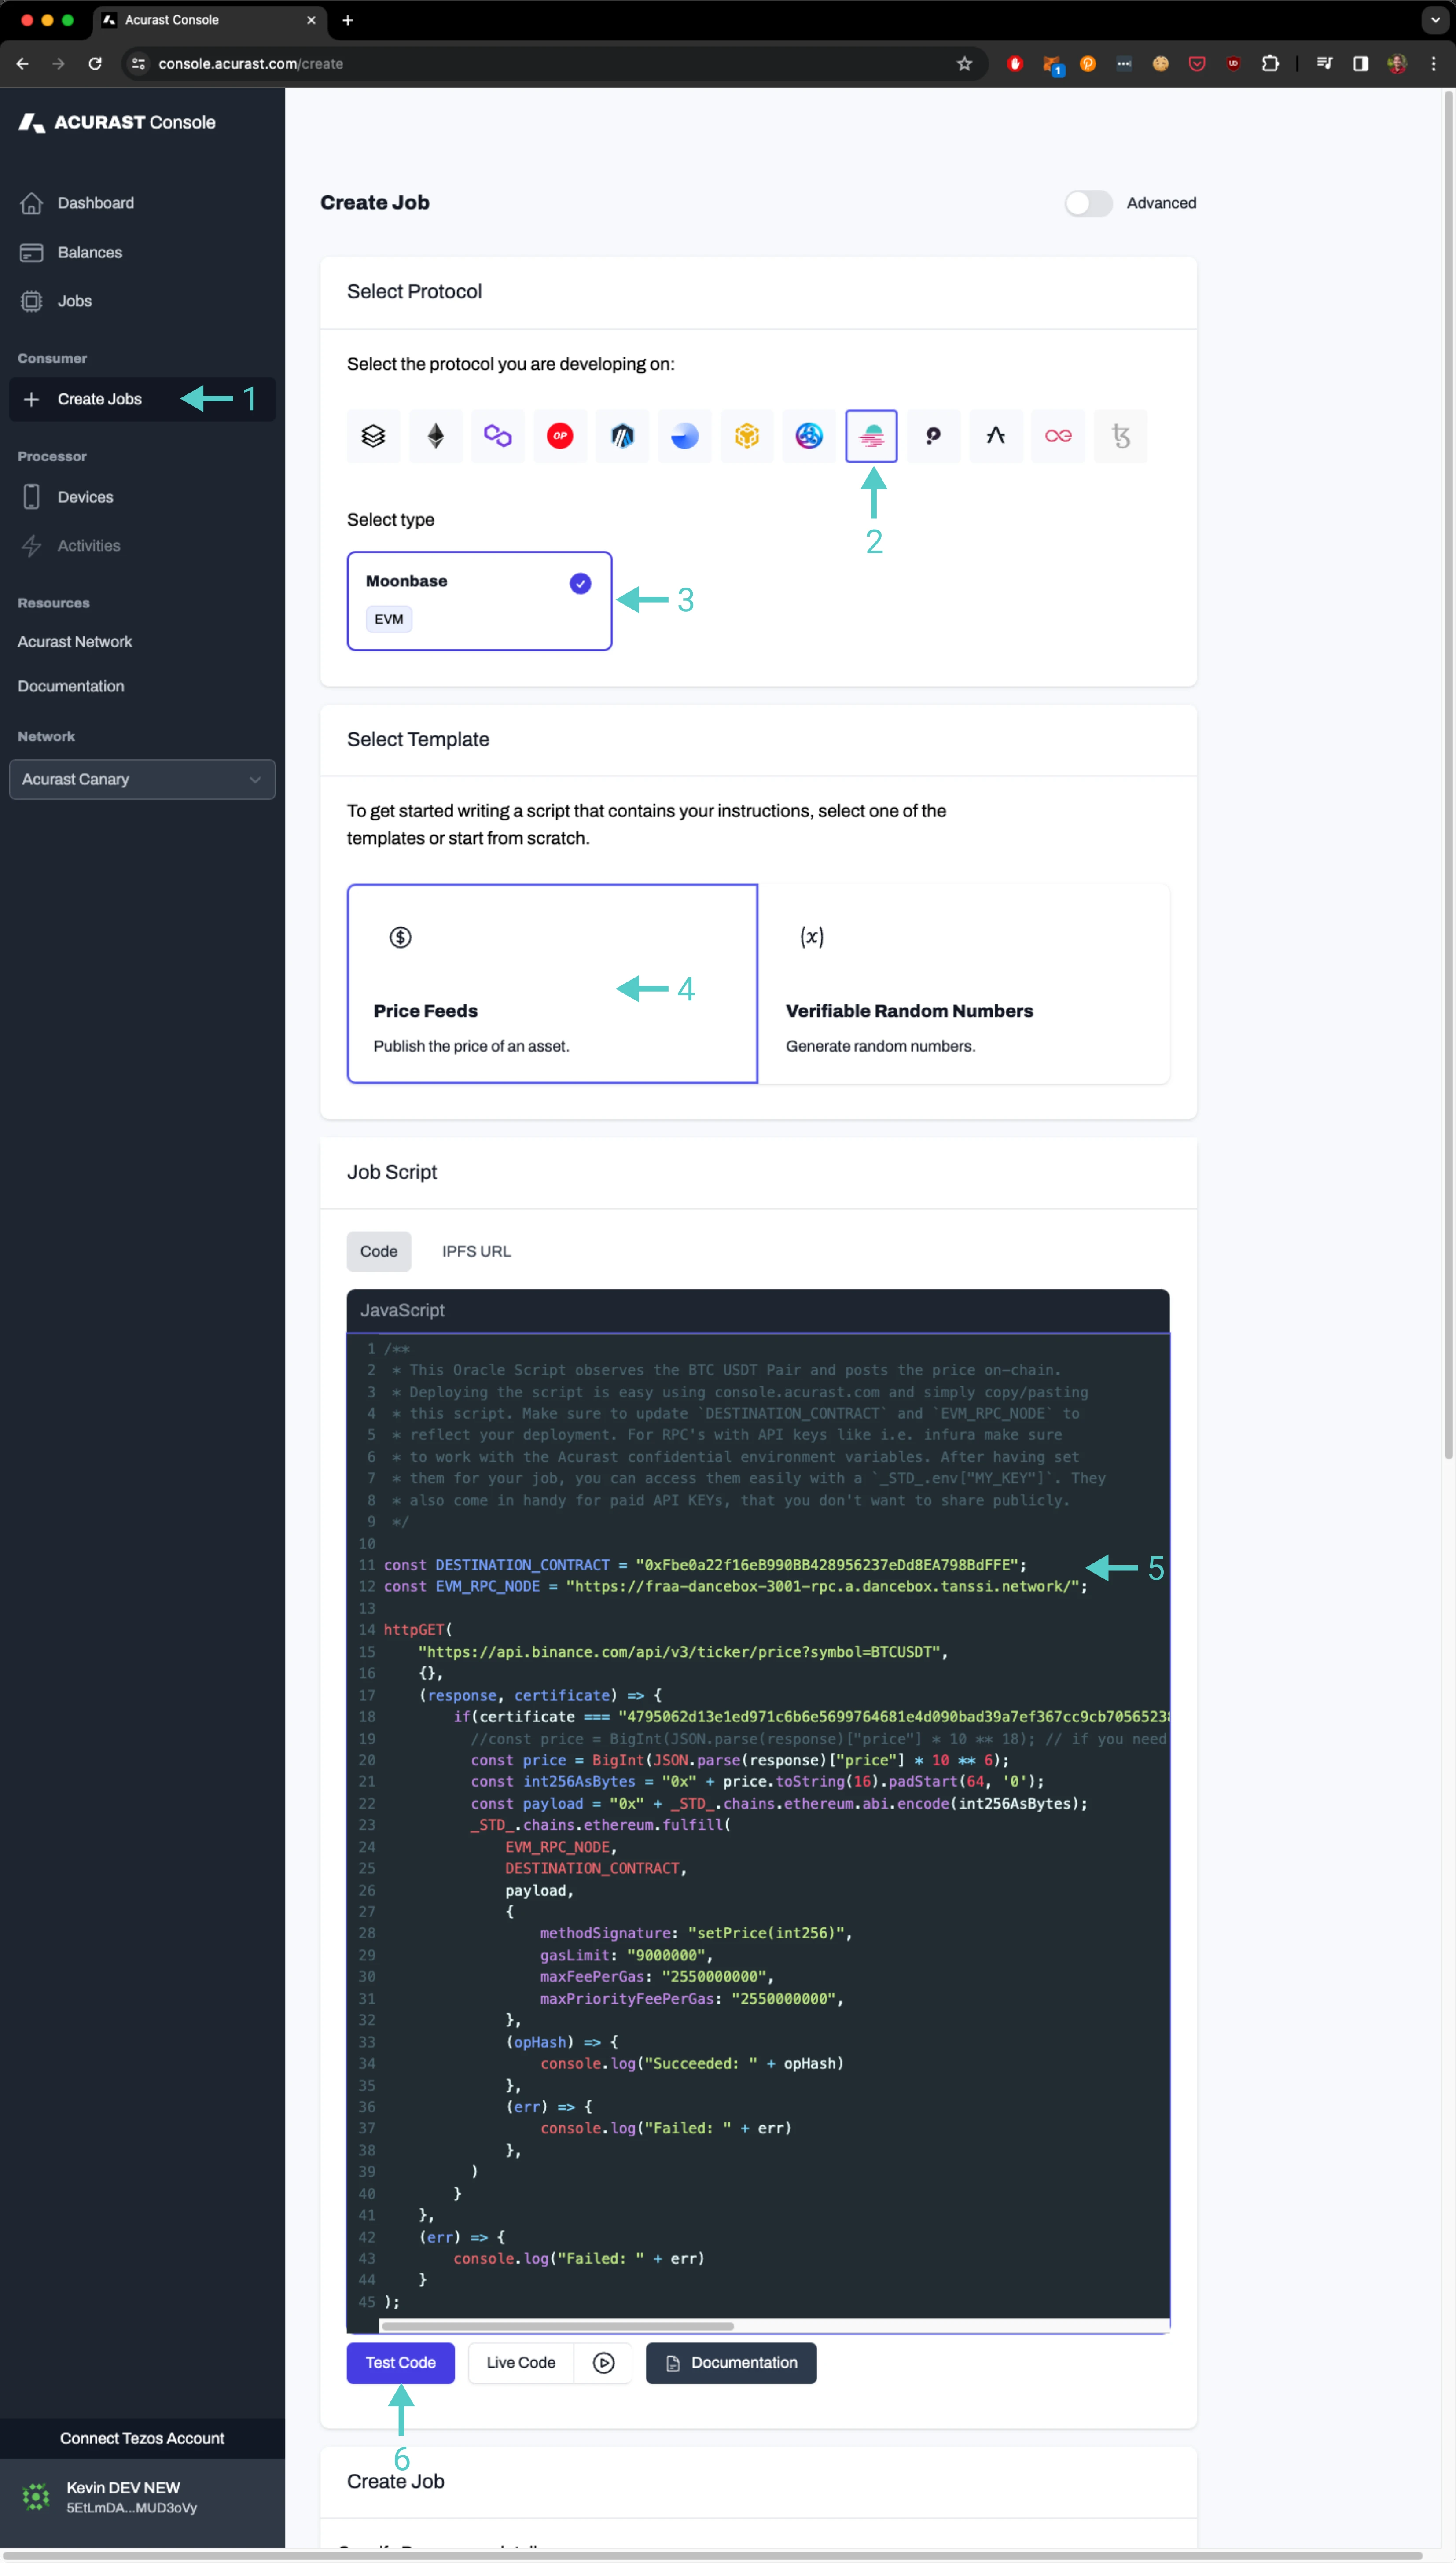 Acurast Console
console.acurast.com/create
1
ACURAST Console
Dashboard
Balances
Jobs
Consumer
Create Jobs
1
Processor
Devices
Activities
Resources
Acurast Network
Documentation
Network
Acurast Canary
Connect Tezos Account
Kevin DEV NEW
5EtLmDA...MUD3oVy
Create Job
Advanced
Select Protocol
Select the protocol you are developing on:
OP
2
Select type
Moonbase
EVM
3
Select Template
To get started writing a script that contains your instructions, select one of the
templates or start from scratch.
$
(x)
4
Price Feeds
Verifiable Random Numbers
Publish the price of an asset.
Generate random numbers.
Job Script
Code
IPFS URL
JavaScript
1 /**
2 * This Oracle Script observes the BTC USDT Pair and posts the price on-chain.
3 * Deploying the script is easy using console.acurast.com and simply copy/pasting
4 * this script. Make sure to update `DESTINATION_CONTRACT` and `EVM_RPC_NODE` to
5 * reflect your deployment. For RPC's with API keys like i.e. infura make sure
6 * to work with the Acurast confidential environment variables. After having set
7 * them for your job, you can access them easily with a `_STD_.env["MY_KEY"]`. They
8 * also come in handy for paid API KEYs, that you don't want to share publicly.
9 */
10
11 const DESTINATION_CONTRACT = "0xFbe0a22f16eB990BB428956237eDd8EA798BdFFE";
5
12 const EVM_RPC_NODE = "https://fraa-dancebox-3001-rpc.a.dancebox.tanssi.network/";
13
14 httpGET(
15 "https://api.binance.com/api/v3/ticker/price?symbol=BTCUSDT",
16 {},
17 (response, certificate) => {
18 if(certificate === "4795062d13e1ed971c6b6e5699764681e4d090bad39a7ef367cc9cb7056523
19 //const price = BigInt(JSON.parse(response)["price"] * 10 ** 18); // if you need
20 const price = BigInt(JSON.parse(response)["price"] * 10 ** 6);
21 const int256AsBytes = "0x" + price.toString(16).padStart(64, '0');
22 const payload = "0x" + _STD_.chains.ethereum.abi.encode(int256AsBytes);
23 _STD_.chains.ethereum.fulfill(
24 EVM_RPC_NODE,
25 DESTINATION_CONTRACT,
26 payload,
27 {
28 methodSignature: "setPrice(int256)",
29 gasLimit: "9000000",
30 maxFeePerGas: "2550000000",
31 maxPriorityFeePerGas: "2550000000",
32 },
33 (opHash) => {
34 console.log("Succeeded: " + opHash)
35 },
36 (err) => {
37 console.log("Failed: " + err)
38 },
39 )
40 }
41 },
42 (err) => {
43 console.log("Failed: " + err)
44 }
45 );
Test Code
Live Code
Documentation
6
Create Job